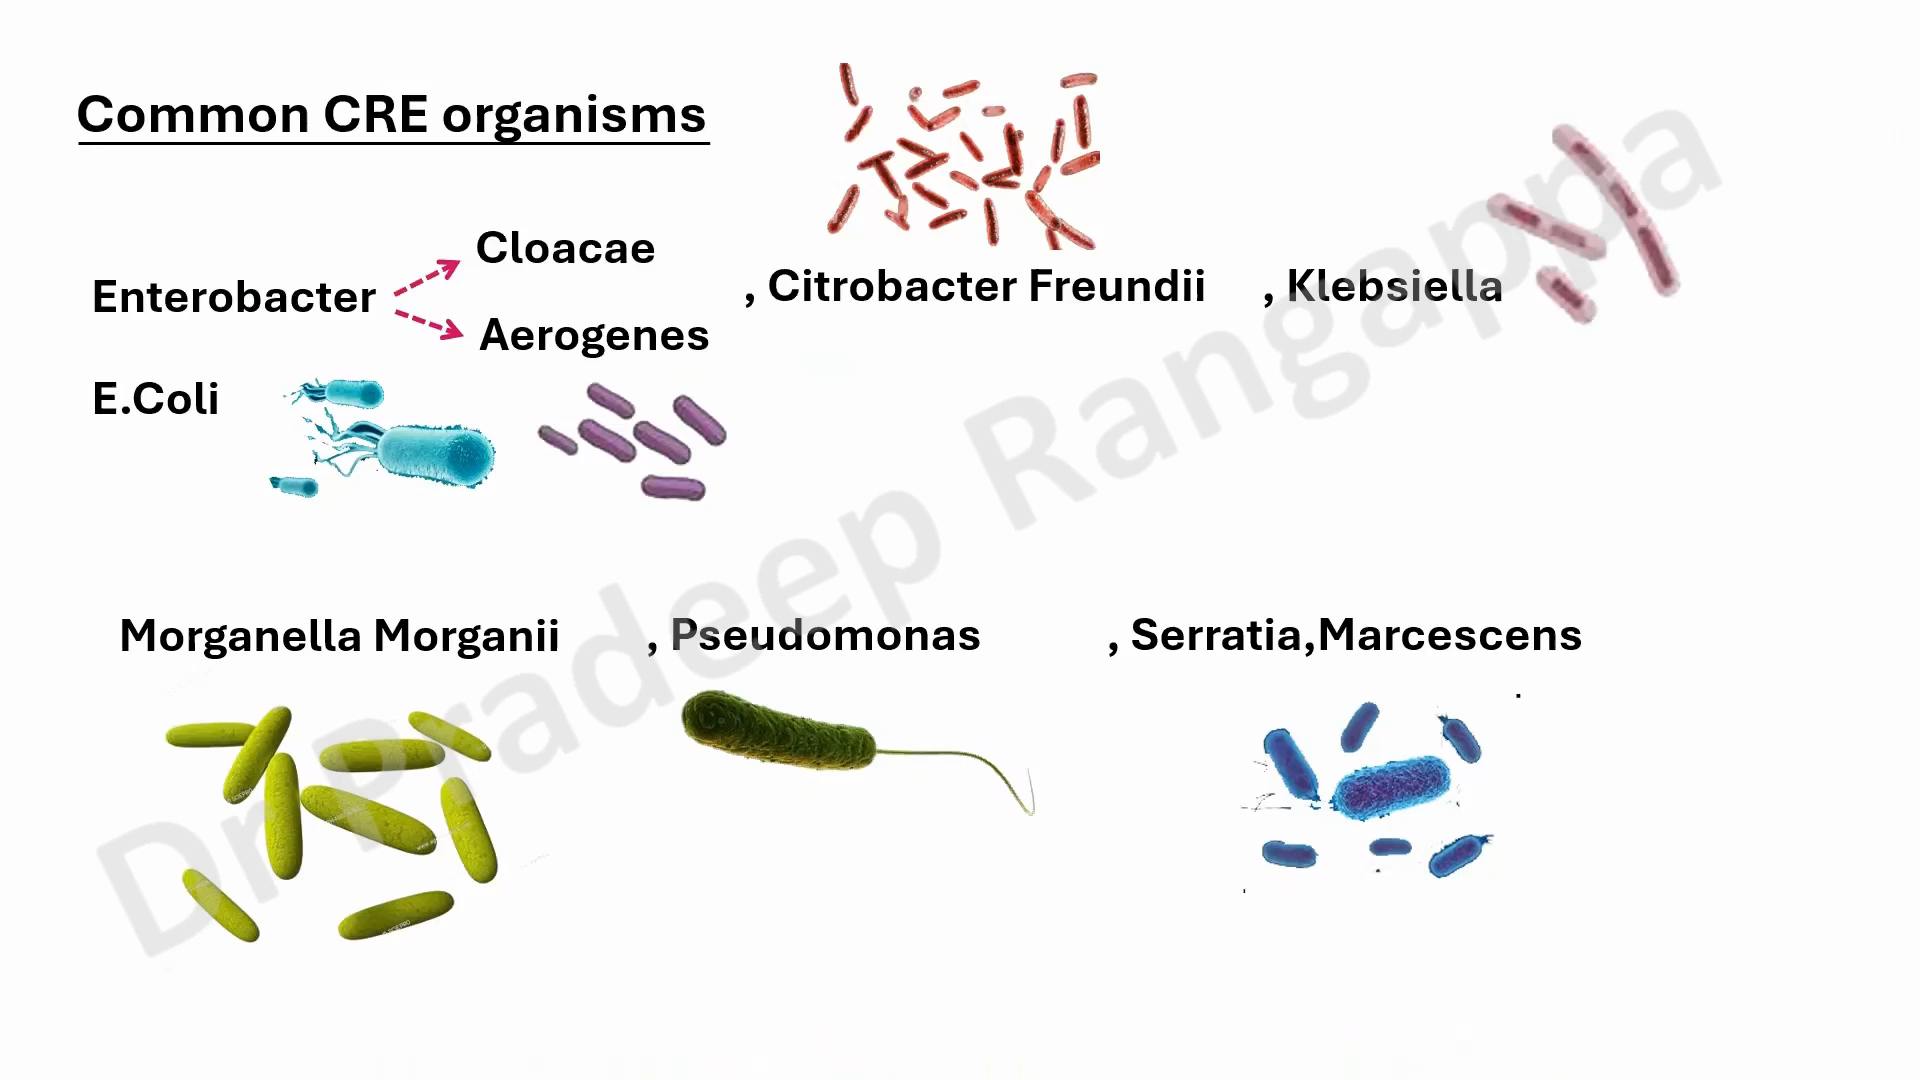 Common CRE organisms
Cloacae
Enterobacter
Aerogenes
, Citrobacter Freundii
, Klebsiella
E.Coli
Morganella Morganii
, Pseudomonas
, Serratia,Marcescens
Dr Pradeep Rangappa